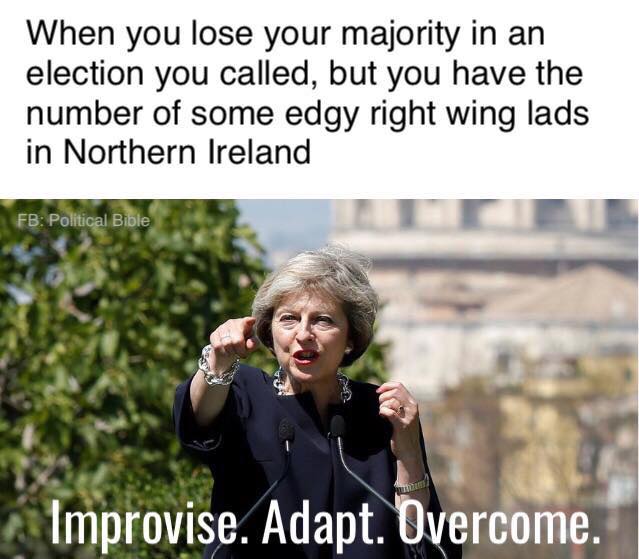 When you lose your majority in an
election you called, but you have the
number of some edgy right wing lads
in Northern Ireland
FB: Political Bible
Improvise. Adapt. Overcome.